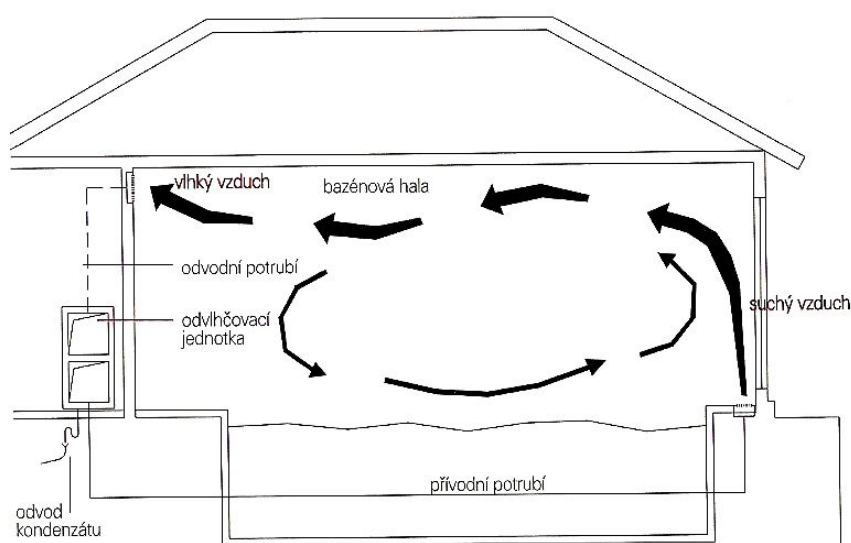 vlhký vzduch
bazénová hala
odvodní potrubí
suchý vzduch
odvlhčovací
jednotka
přívodní potrubí
odvod
kondenzátu